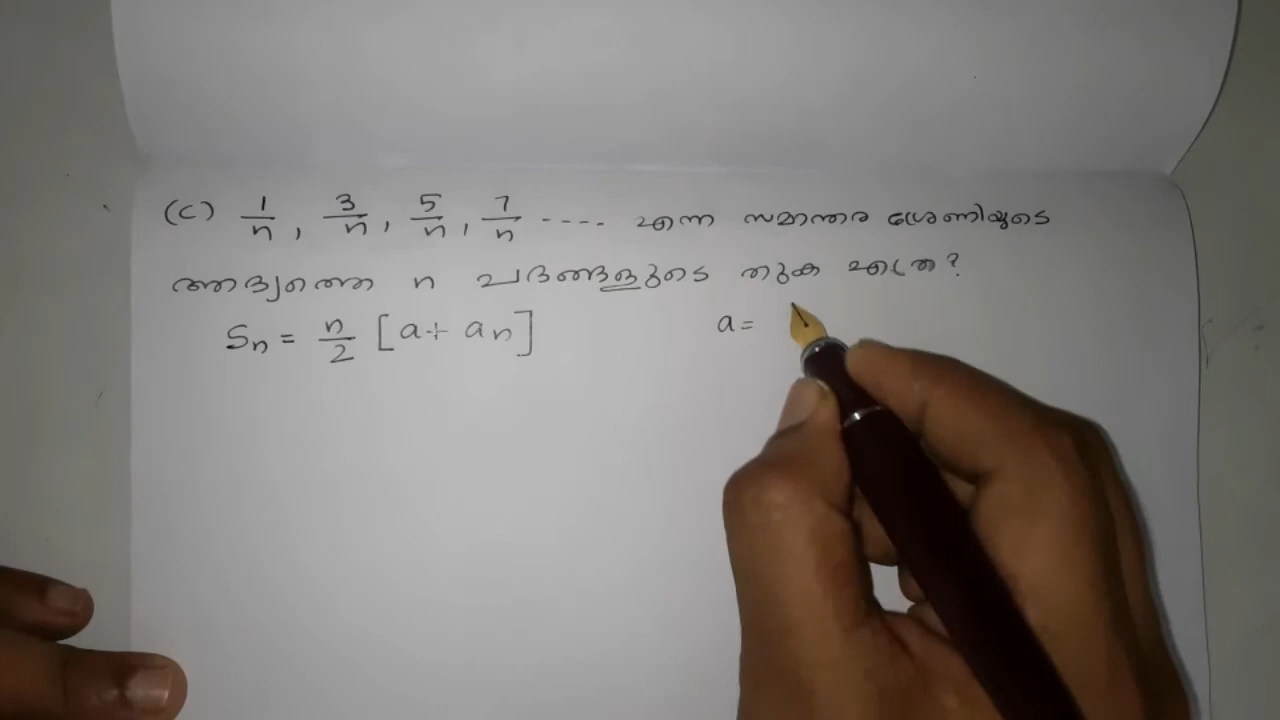 (C) 1/n, 3/n, 5/n, 7/n ---- എന്ന സമാന്തര ശ്രേണിയുടെ
ആദ്യത്തെ n പദങ്ങളുടെ തുക എത്ര?
Sn = n/2 [a + an] a =